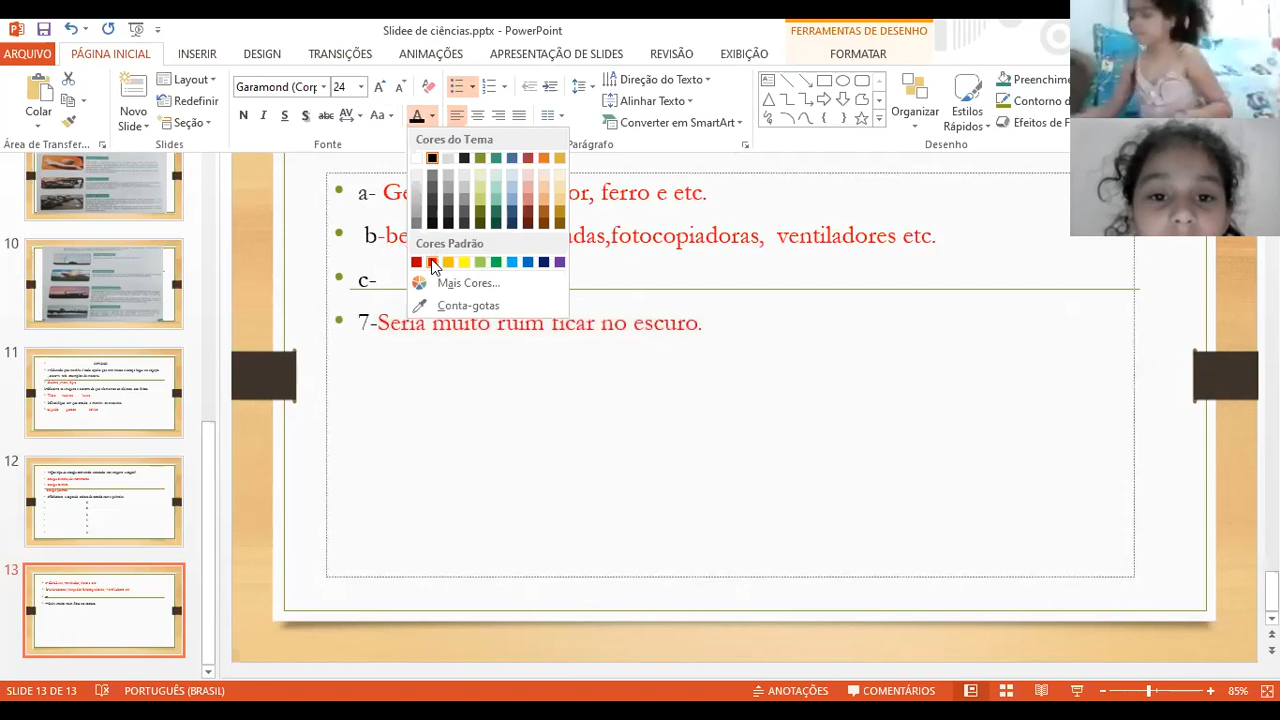 Slidee de ciências.pptx - PowerPoint
FERRAMENTAS DE DESENHO
ARQUIVO PÁGINA INICIAL INSERIR DESIGN TRANSIÇÕES ANIMAÇÕES APRESENTAÇÃO DE SLIDES REVISÃO EXIBIÇÃO FORMATAR
Colar
Novo Slide
Layout
Redefinir
Seção
Garamond (Corp 24
N I S S abc AV Aa A
Direção do Texto
Alinhar Texto
Converter em SmartArt
Organizar
Estilos Rápidos
Preenchime
Contorno d
Efeitos de F
Área de Transfer...
Slides
Fonte
Parágrafo
Desenho
Cores do Tema
Cores Padrão
Mais Cores...
Conta-gotas
a- Ge or, ferro e etc.
b-be adas,fotocopiadoras, ventiladores etc.
c-
7-Seria muito ruim ficar no escuro.
10
11
12
13
SLIDE 13 DE 13 PORTUGUÊS (BRASIL) ANOTAÇÕES COMENTÁRIOS 85%